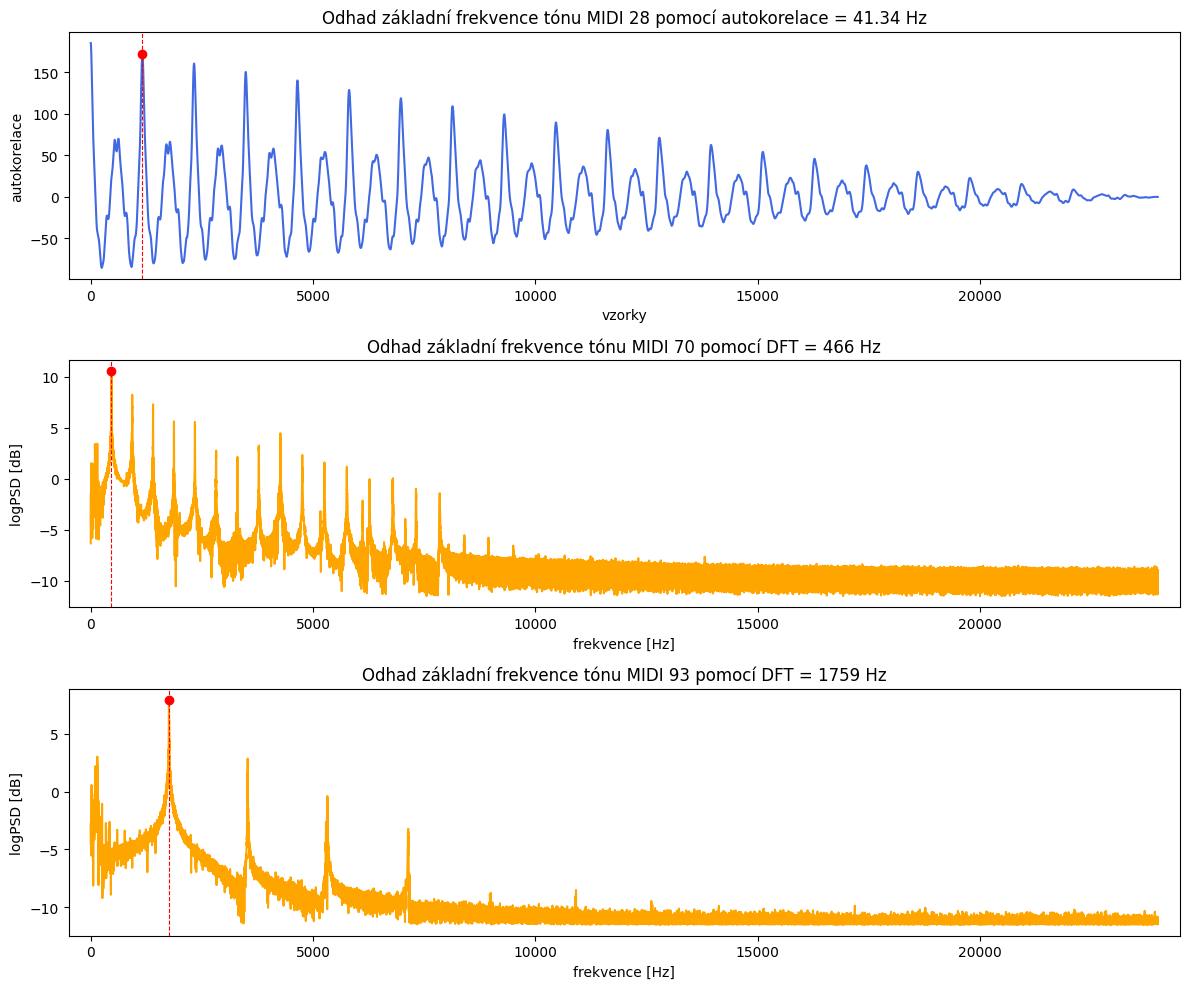 Odhad základní frekvence tónu MIDI 28 pomocí autokorelace = 41.34 Hz
150
100
50
0
−50
autokorelace
0 5000 10000 15000 20000
vzorky
Odhad základní frekvence tónu MIDI 70 pomocí DFT = 466 Hz
10
5
0
−5
−10
logPSD [dB]
0 5000 10000 15000 20000
frekvence [Hz]
Odhad základní frekvence tónu MIDI 93 pomocí DFT = 1759 Hz
5
0
−5
−10
logPSD [dB]
0 5000 10000 15000 20000
frekvence [Hz]